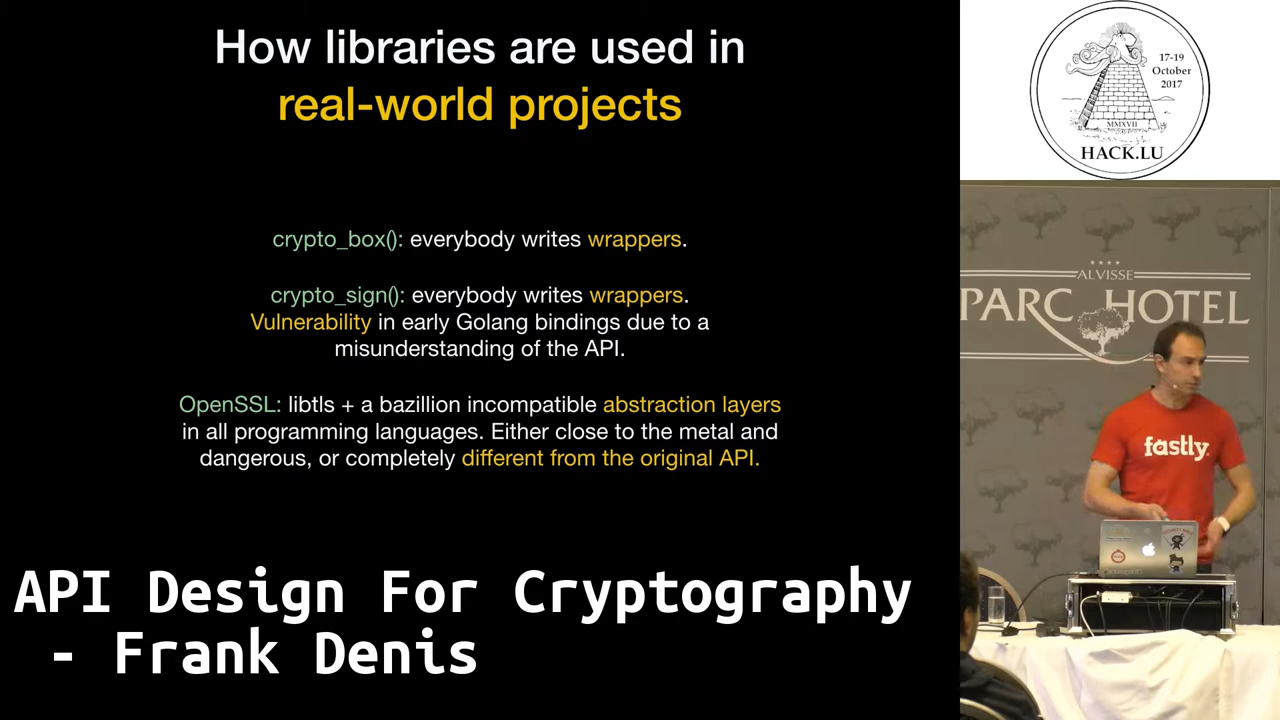 How libraries are used in
real-world projects
crypto_box(): everybody writes wrappers.
crypto_sign(): everybody writes wrappers.
Vulnerability in early Golang bindings due to a
misunderstanding of the API.
OpenSSL: libtls + a bazillion incompatible abstraction layers
in all programming languages. Either close to the metal and
dangerous, or completely different from the original API.
API Design For Cryptography
- Frank Denis
17-19
October
2017
MMXVII
HACK.LU
ALVISSE
PARC HOTEL
fastly.